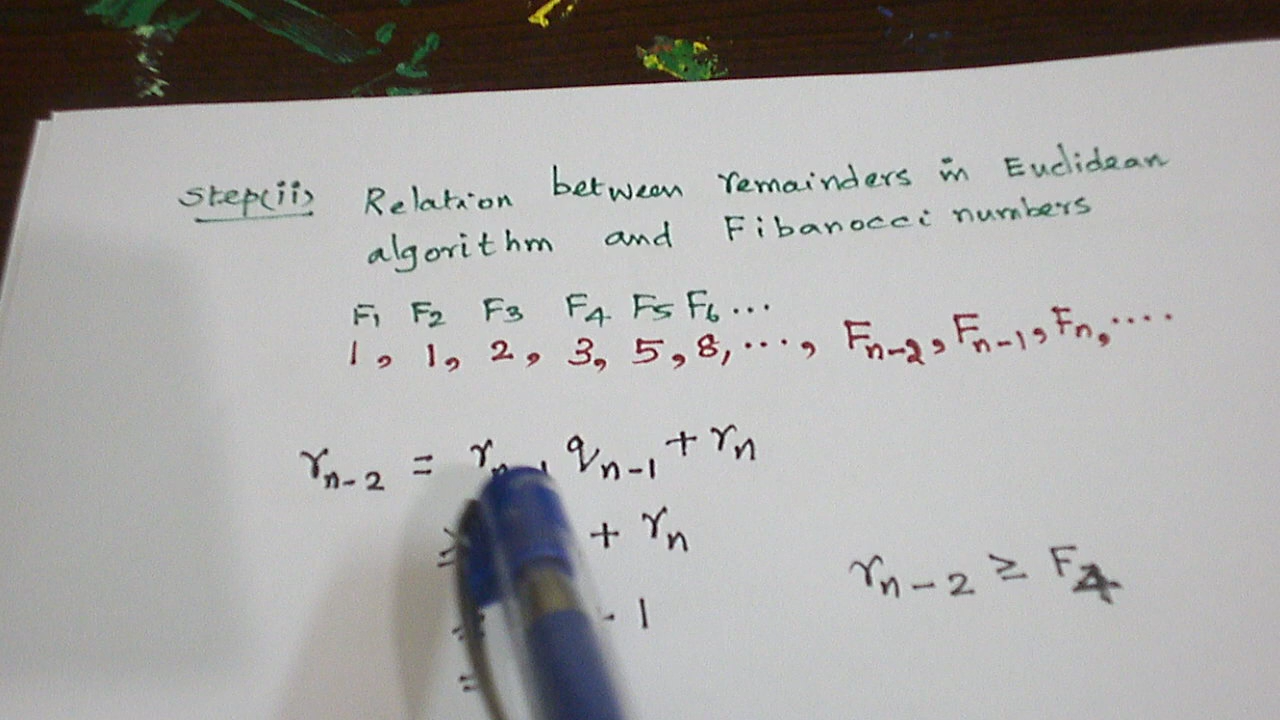 Step(ii) Relation between remainders in Euclidean
algorithm and Fibanocci numbers
F1 F2 F3 F4 F5 F6 ...
1, 1, 2, 3, 5, 8, ..., Fn-2, Fn-1, Fn, ....
rn-2 = rn-1 qn-1 + rn
≥ + rn
rn-2 ≥ F4
1
=